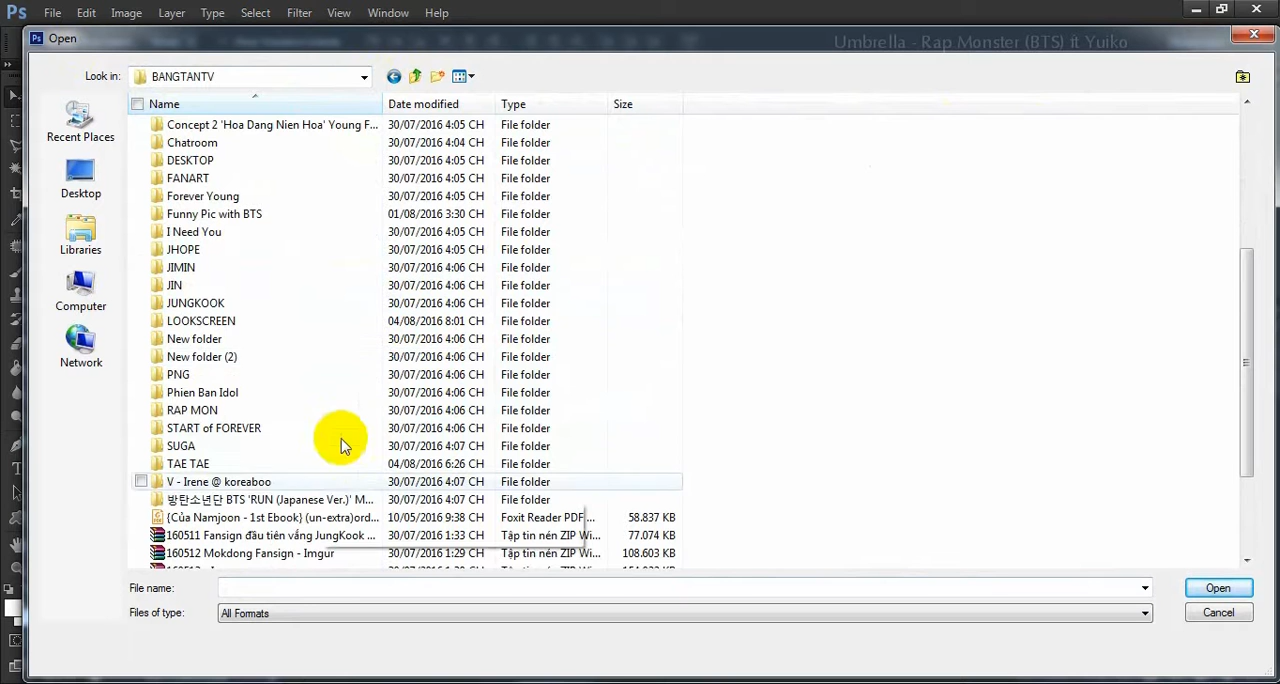 Ps File Edit Image Layer Type Select Filter View Window Help
Ps Open
Umbrella - Rap Monster (BTS) ft Yuiko
Look in: BANGTANTV
Name Date modified Type Size
Recent Places
Desktop
Libraries
Computer
Network
Concept 2 'Hoa Dang Nien Hoa' Young F... 30/07/2016 4:05 CH File folder
Chatroom 30/07/2016 4:04 CH File folder
DESKTOP 30/07/2016 4:05 CH File folder
FANART 30/07/2016 4:05 CH File folder
Forever Young 30/07/2016 4:05 CH File folder
Funny Pic with BTS 01/08/2016 3:30 CH File folder
I Need You 30/07/2016 4:05 CH File folder
JHOPE 30/07/2016 4:05 CH File folder
JIMIN 30/07/2016 4:06 CH File folder
JIN 30/07/2016 4:06 CH File folder
JUNGKOOK 30/07/2016 4:06 CH File folder
LOOKSCREEN 04/08/2016 8:01 CH File folder
New folder 30/07/2016 4:06 CH File folder
New folder (2) 30/07/2016 4:06 CH File folder
PNG 30/07/2016 4:06 CH File folder
Phien Ban Idol 30/07/2016 4:06 CH File folder
RAP MON 30/07/2016 4:06 CH File folder
START of FOREVER 30/07/2016 4:06 CH File folder
SUGA 30/07/2016 4:07 CH File folder
TAE TAE 04/08/2016 6:26 CH File folder
V - Irene @ koreaboo 30/07/2016 4:07 CH File folder
방탄소년단 BTS 'RUN (Japanese Ver.)' M... 30/07/2016 4:07 CH File folder
{Của Namjoon - 1st Ebook} (un-extra)ord... 10/05/2016 9:38 CH Foxit Reader PDF ... 58.837 KB
160511 Fansign đầu tiên vắng JungKook ... 30/07/2016 1:33 CH Tập tin nén ZIP Wi... 77.074 KB
160512 Mokdong Fansign - Imgur 30/07/2016 1:29 CH Tập tin nén ZIP Wi... 108.603 KB
File name: Open
Files of type: All Formats Cancel